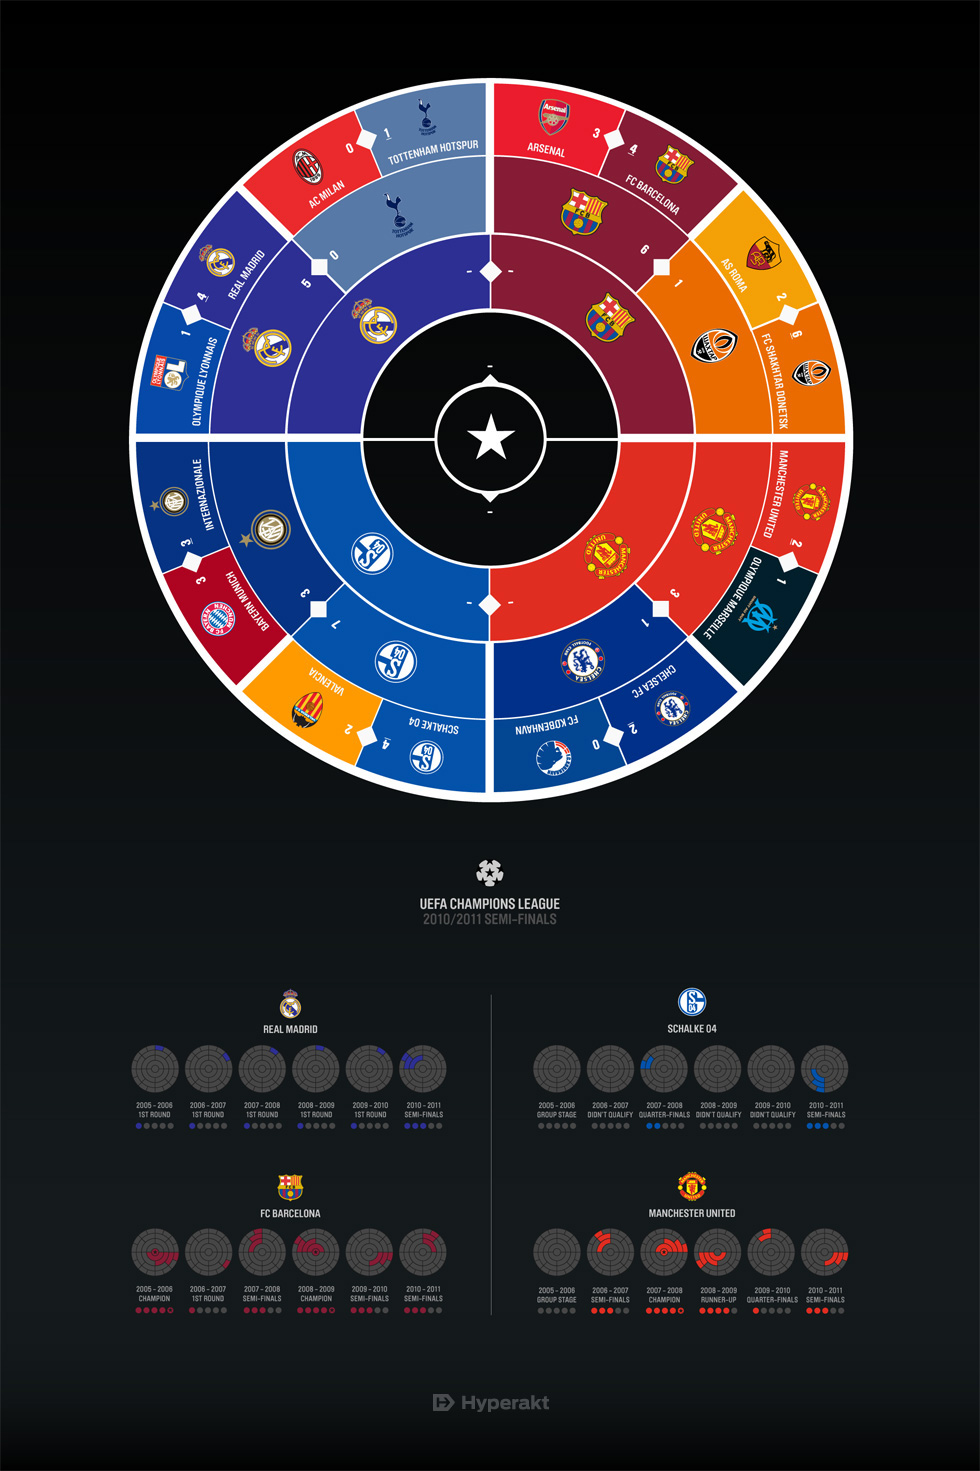 TOTTENHAM HOTSPUR
1
AC MILAN
0
ARSENAL
3
FC BARCELONA
4
REAL MADRID
4
OLYMPIQUE LYONNAIS
1
AS ROMA
2
FC SHAKHTAR DONETSK
6
0
5
6
1
-
-
-
INTERNAZIONALE
3
BAYERN MUNICH
3
MANCHESTER UNITED
2
OLYMPIQUE MARSEILLE
1
3
7
3
1
-
-
-
VALENCIA
2
SCHALKE 04
4
FC KØBENHAVN
0
CHELSEA FC
2
UEFA CHAMPIONS LEAGUE
2010/2011 SEMI-FINALS
REAL MADRID
2005 - 2006
1ST ROUND
2006 - 2007
1ST ROUND
2007 - 2008
1ST ROUND
2008 - 2009
1ST ROUND
2009 - 2010
1ST ROUND
2010 - 2011
SEMI-FINALS
SCHALKE 04
2005 - 2006
GROUP STAGE
2006 - 2007
DIDN'T QUALIFY
2007 - 2008
QUARTER-FINALS
2008 - 2009
DIDN'T QUALIFY
2009 - 2010
DIDN'T QUALIFY
2010 - 2011
SEMI-FINALS
FC BARCELONA
2005 - 2006
CHAMPION
2006 - 2007
1ST ROUND
2007 - 2008
SEMI-FINALS
2008 - 2009
CHAMPION
2009 - 2010
SEMI-FINALS
2010 - 2011
SEMI-FINALS
MANCHESTER UNITED
2005 - 2006
GROUP STAGE
2006 - 2007
SEMI-FINALS
2007 - 2008
CHAMPION
2008 - 2009
RUNNER-UP
2009 - 2010
QUARTER-FINALS
2010 - 2011
SEMI-FINALS
Hyperakt